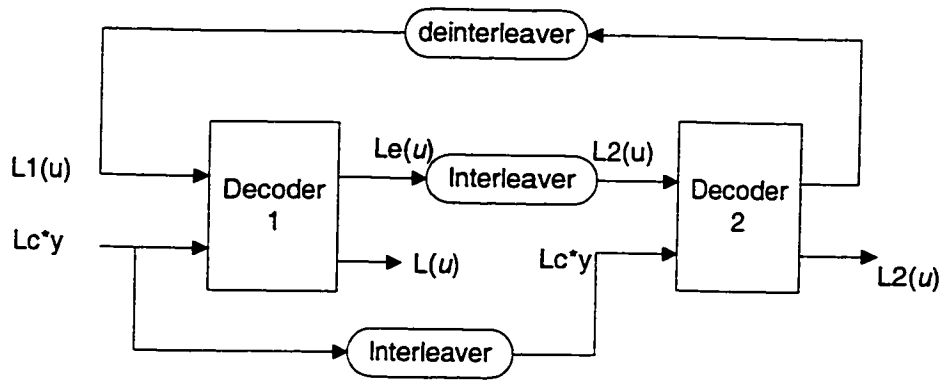 deinterleaver
Le(u)
L2(u)
L1(u)
Decoder
1
Interleaver
Decoder
2
Lc*y
L(u)
Lc*y
L2(u)
Interleaver